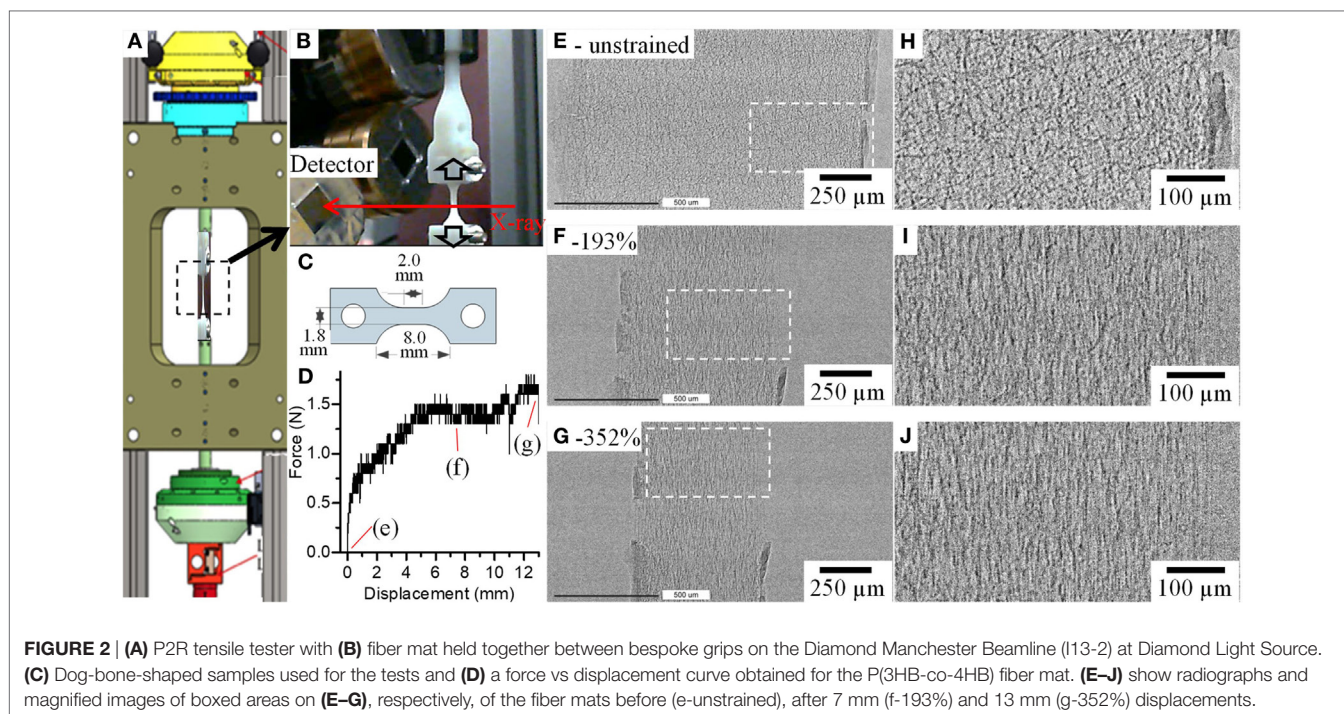 A
B
Detector
X-ray
C
2.0
mm
1.8
mm
8.0
mm
D
Force (N)
1.5
1.0
0.5
0.0
0 2 4 6 8 10 12
Displacement (mm)
(e)
(f)
(g)
E - unstrained
500 µm
250 µm
F -193%
500 µm
250 µm
G -352%
500 µm
250 µm
H
100 µm
I
100 µm
J
100 µm
FIGURE 2 | (A) P2R tensile tester with (B) fiber mat held together between bespoke grips on the Diamond Manchester Beamline (I13-2) at Diamond Light Source.
(C) Dog-bone-shaped samples used for the tests and (D) a force vs displacement curve obtained for the P(3HB-co-4HB) fiber mat. (E–J) show radiographs and
magnified images of boxed areas on (E–G), respectively, of the fiber mats before (e-unstrained), after 7 mm (f-193%) and 13 mm (g-352%) displacements.